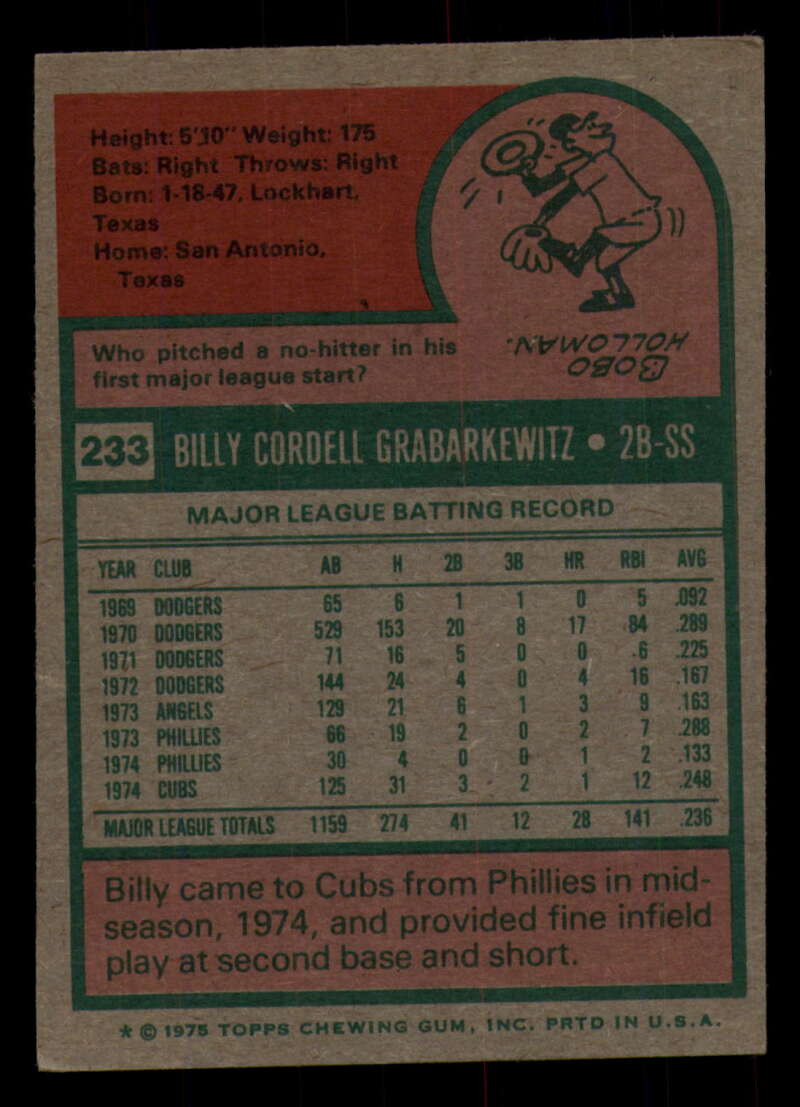 Height: 5'10" Weight: 175
Bats: Right Throws: Right
Born: 1-18-47, Lockhart,
Texas
Home: San Antonio,
Texas
Who pitched a no-hitter in his
first major league start?
BOBO
HOLLOMAN.
233 BILLY CORDELL GRABARKEWITZ • 2B-SS
MAJOR LEAGUE BATTING RECORD
YEAR CLUB AB H 2B 3B HR RBI AVG
1969 DODGERS 65 6 1 1 0 5 .092
1970 DODGERS 529 153 20 8 17 84 .289
1971 DODGERS 71 16 5 0 0 6 .225
1972 DODGERS 144 24 4 0 4 16 .167
1973 ANGELS 129 21 6 1 3 9 .163
1973 PHILLIES 66 19 2 0 2 7 .288
1974 PHILLIES 30 4 0 0 1 2 .133
1974 CUBS 125 31 3 2 1 12 .248
MAJOR LEAGUE TOTALS 1159 274 41 12 28 141 .236
Billy came to Cubs from Phillies in mid-
season, 1974, and provided fine infield
play at second base and short.
* © 1975 TOPPS CHEWING GUM, INC. PRTD IN U.S.A.